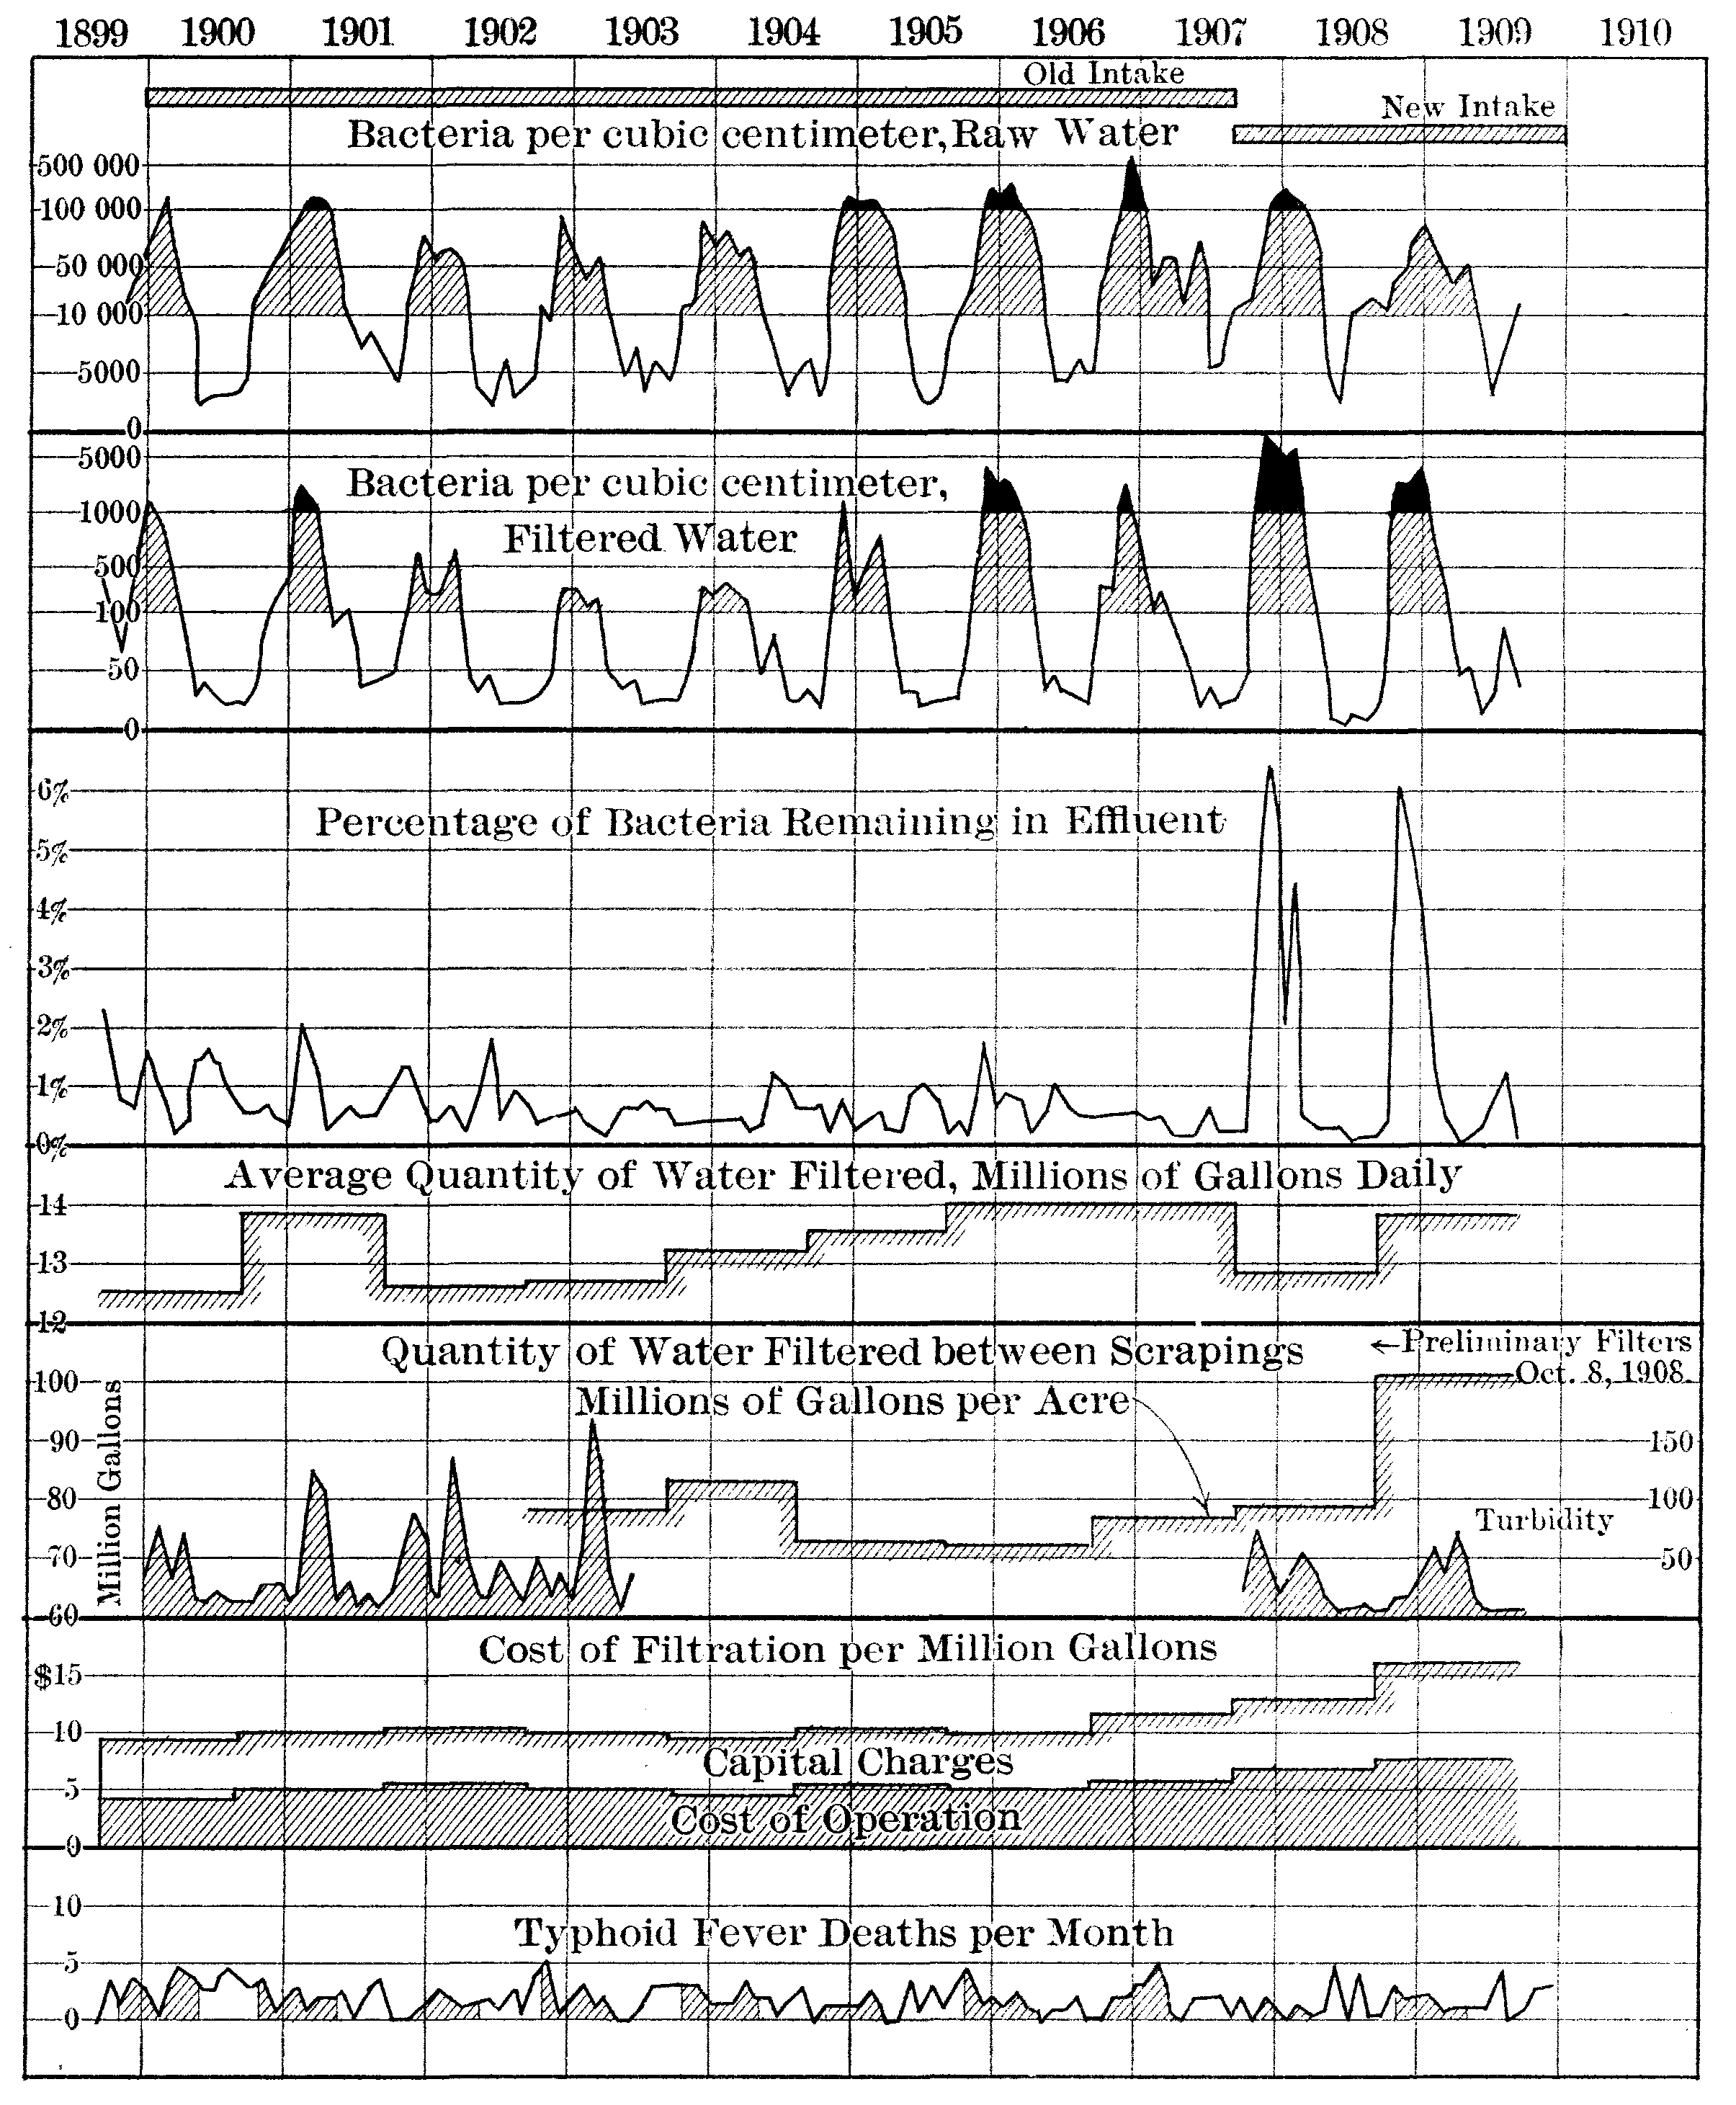 1899 1900 1901 1902 1903 1904 1905 1906 1907 1908 1909 1910
Old Intake
New Intake
Bacteria per cubic centimeter, Raw Water
500 000
100 000
50 000
10 000
5000
0
5000
Bacteria per cubic centimeter,
1000
Filtered Water
500
100
50
0
6%
Percentage of Bacteria Remaining in Effluent
5%
4%
3%
2%
1%
0%
Average Quantity of Water Filtered, Millions of Gallons Daily
14
13
12
Quantity of Water Filtered between Scrapings
←Preliminary Filters
Oct. 8, 1908.
100
Millions of Gallons per Acre
Million Gallons
90
150
80
100
Turbidity
70
50
60
Cost of Filtration per Million Gallons
$15
10
Capital Charges
5
Cost of Operation
0
10
Typhoid Fever Deaths per Month
5
0